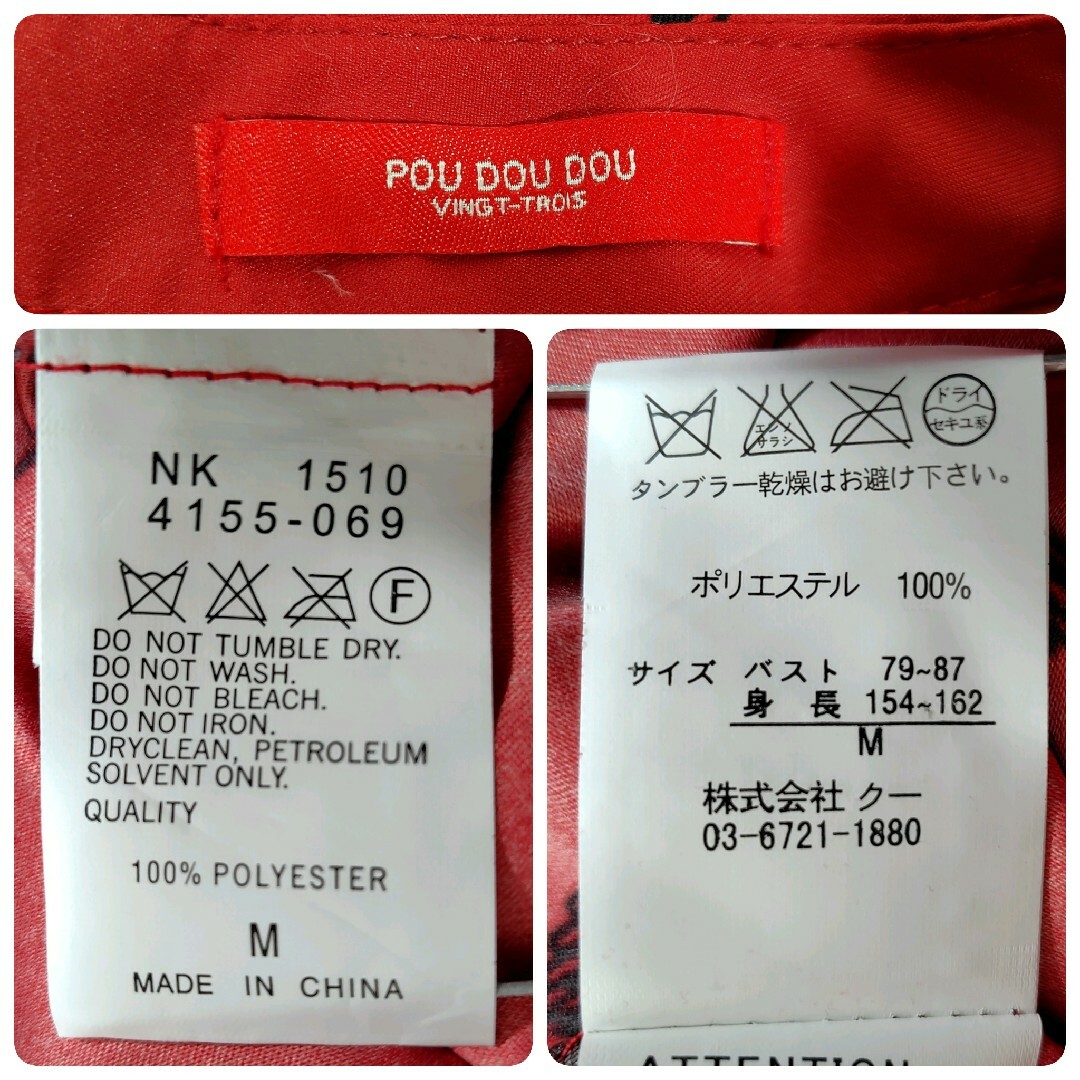 POU DOU DOU
VINGT-TROIS
NK 1510
4155-069
F
DO NOT TUMBLE DRY.
DO NOT WASH.
DO NOT BLEACH.
DO NOT IRON.
DRYCLEAN, PETROLEUM
SOLVENT ONLY.
QUALITY
100% POLYESTER
M
MADE IN CHINA
エンソ
サラシ
ドライ
セキユ系
タンブラー乾燥はお避け下さい。
ポリエステル 100%
サイズ バスト 79~87
身長 154~162
M
株式会社 クー
03-6721-1880
ATTENTION